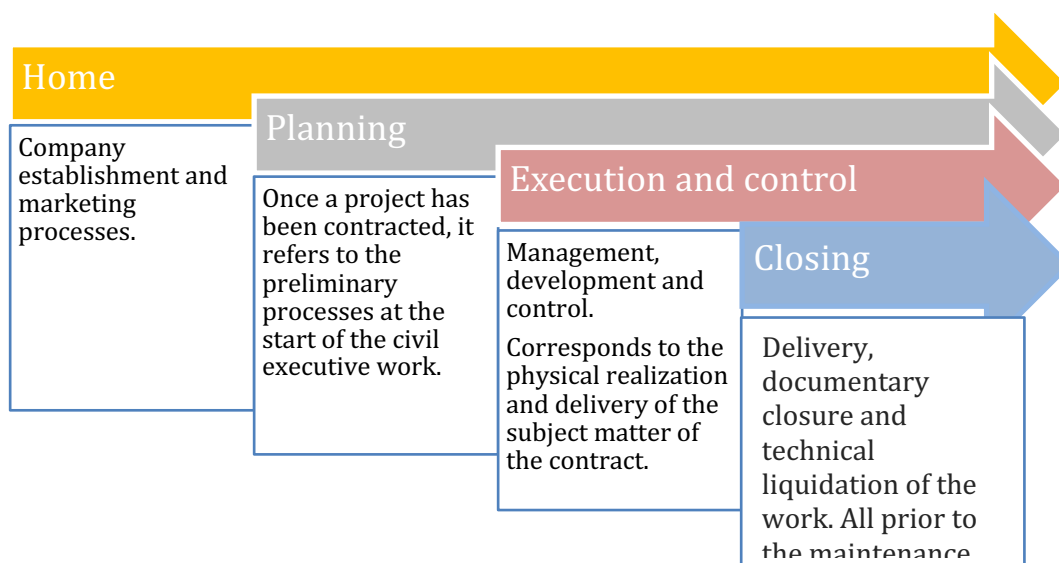 Home
Company
establishment and
marketing
processes.
Planning
Once a project has
been contracted, it
refers to the
preliminary
processes at the
start of the civil
executive work.
Execution and control
Management,
development and
control.
Corresponds to the
physical realization
and delivery of the
subject matter of
the contract.
Closing
Delivery,
documentary
closure and
technical
liquidation of the
work. All prior to
the maintenance